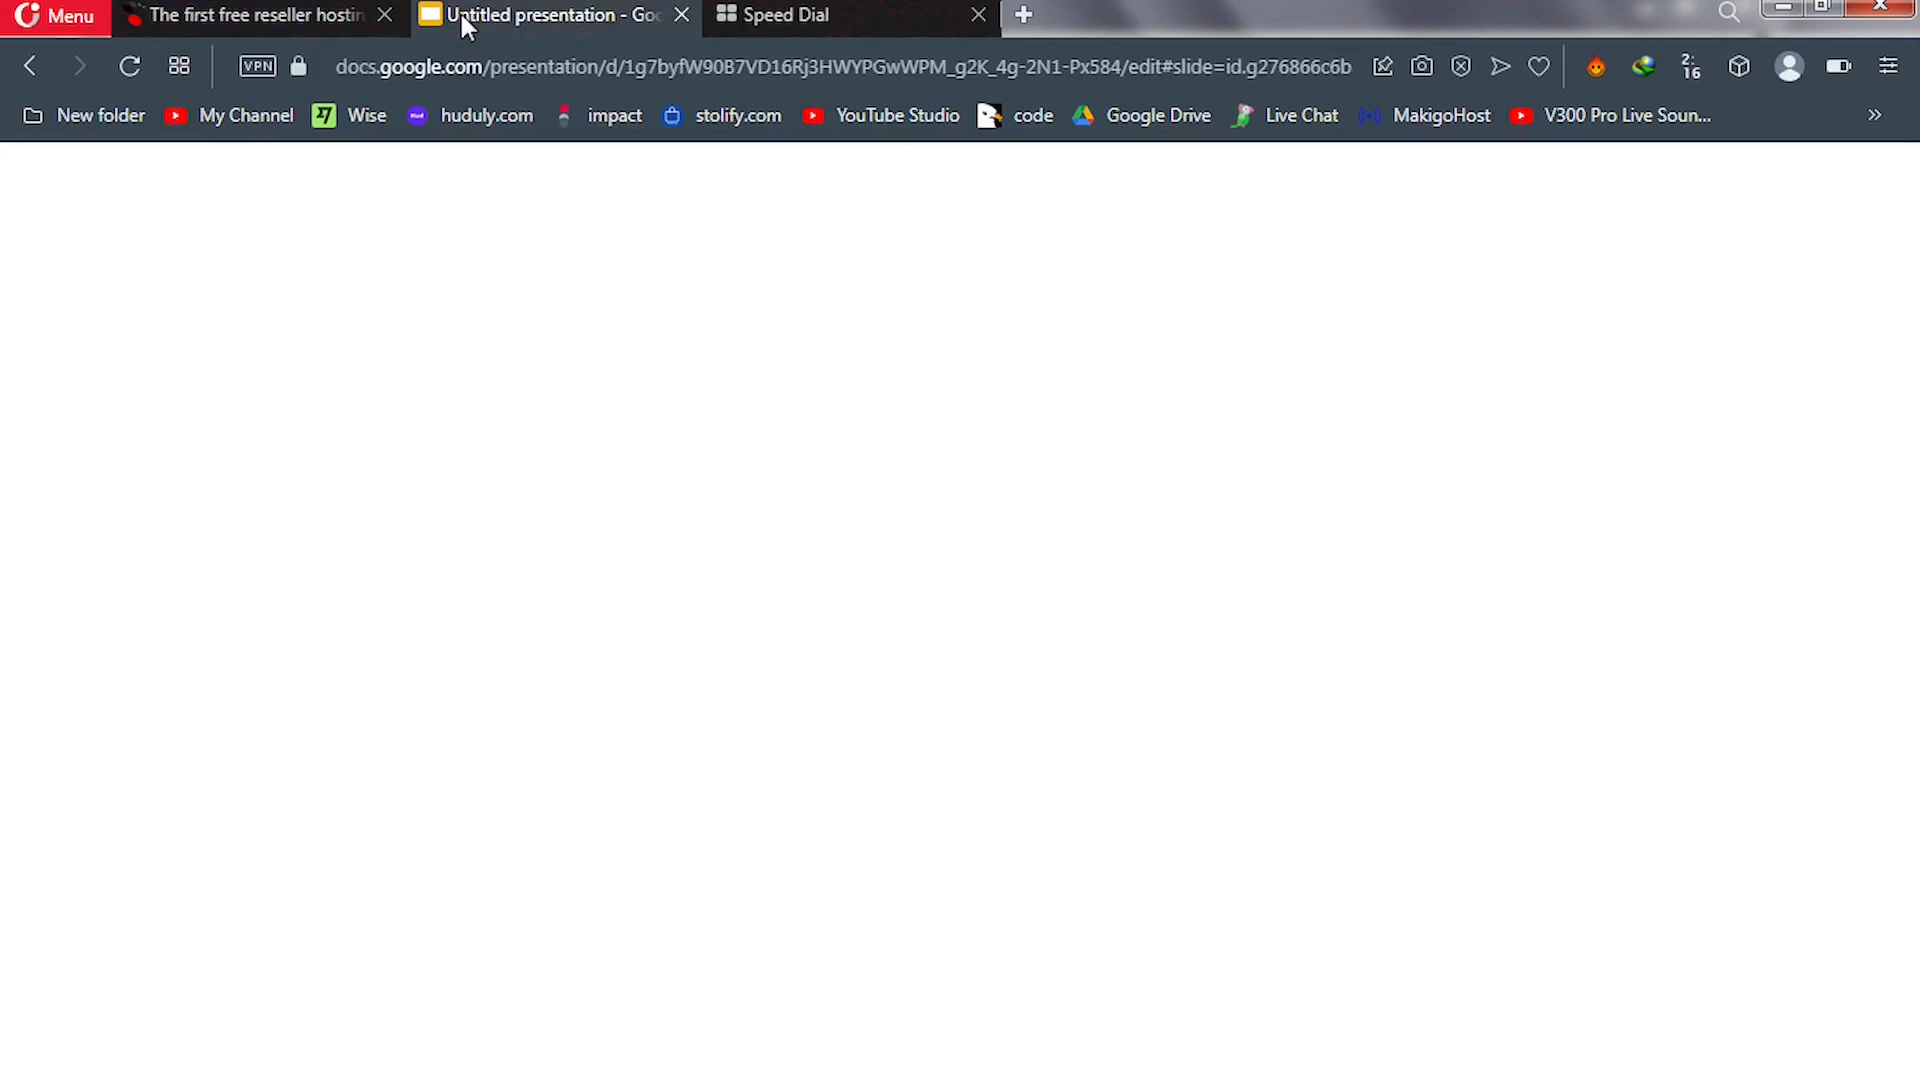 Menu
The first free reseller hostin
Untitled presentation - Goo
Speed Dial
VPN
docs.google.com/presentation/d/1g7byfW90B7VD16Rj3HWYPGwWPM_g2K_4g-2N1-Px584/edit#slide=id.g276866c6b
2:
16
New folder
My Channel
Wise
huduly.com
impact
stolify.com
YouTube Studio
code
Google Drive
Live Chat
MakigoHost
V300 Pro Live Soun...